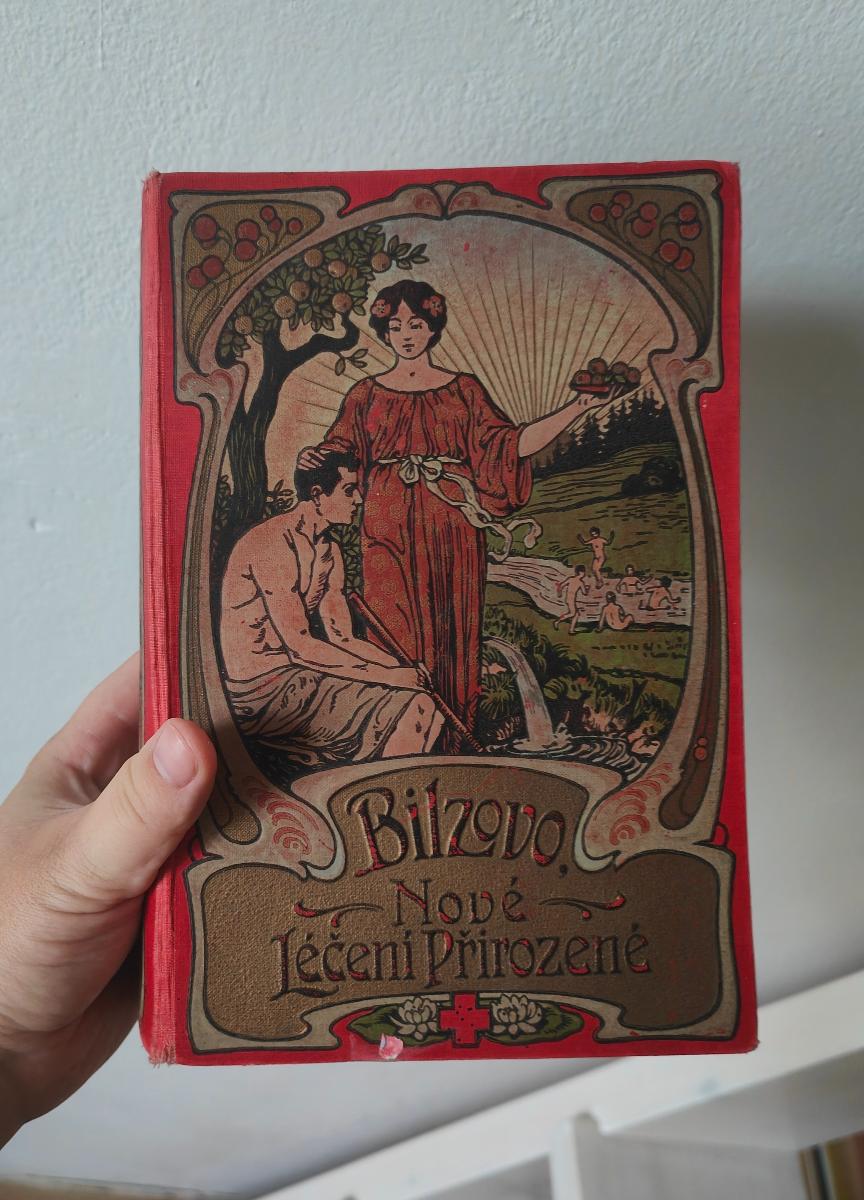 Bilzovo,
Nové
Léčení Přirozené